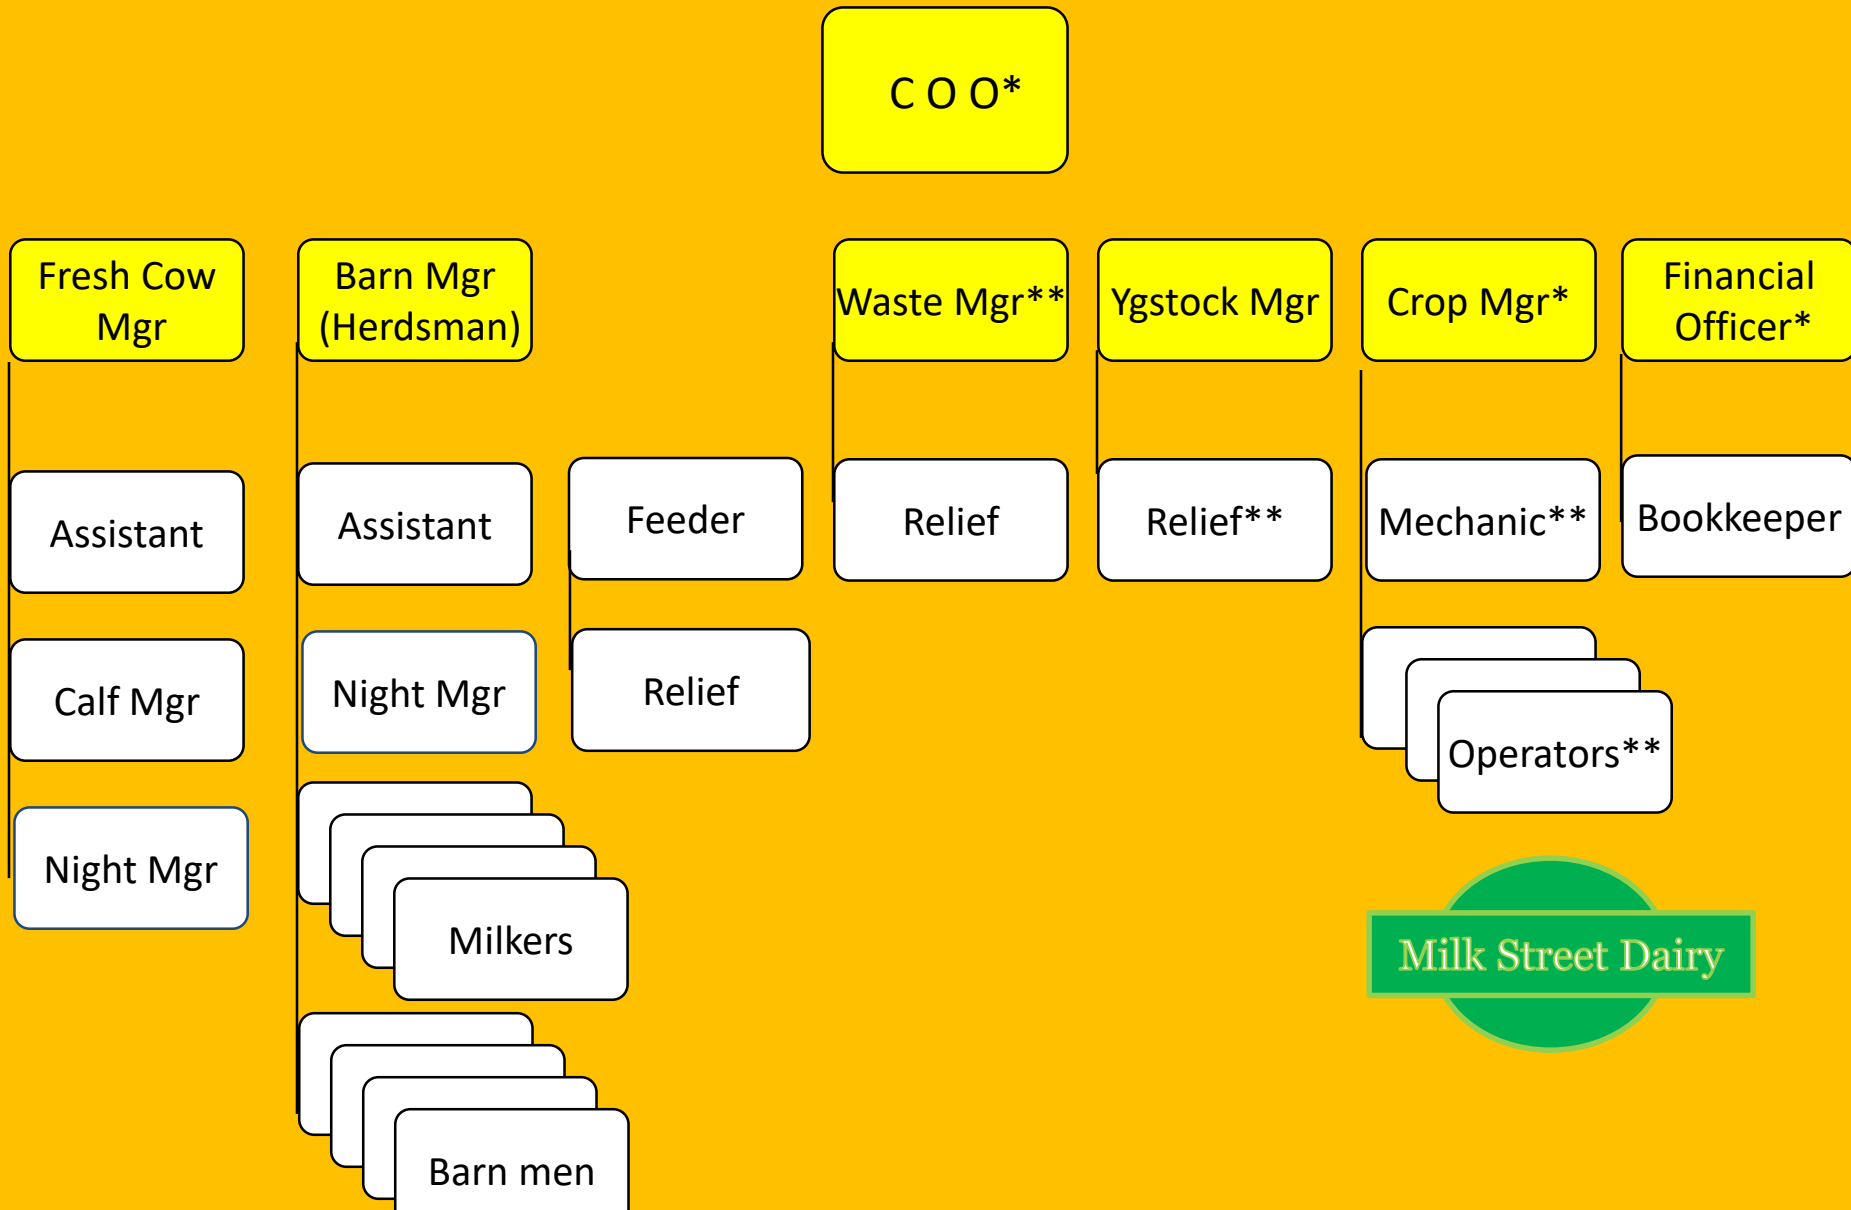 C O O*
Fresh Cow
Mgr
Barn Mgr
(Herdsman)
Waste Mgr**
Ygstock Mgr
Crop Mgr*
Financial
Officer*
Assistant
Assistant
Feeder
Relief
Relief**
Mechanic**
Bookkeeper
Calf Mgr
Night Mgr
Relief
Operators**
Night Mgr
Milkers
Milk Street Dairy
Barn men